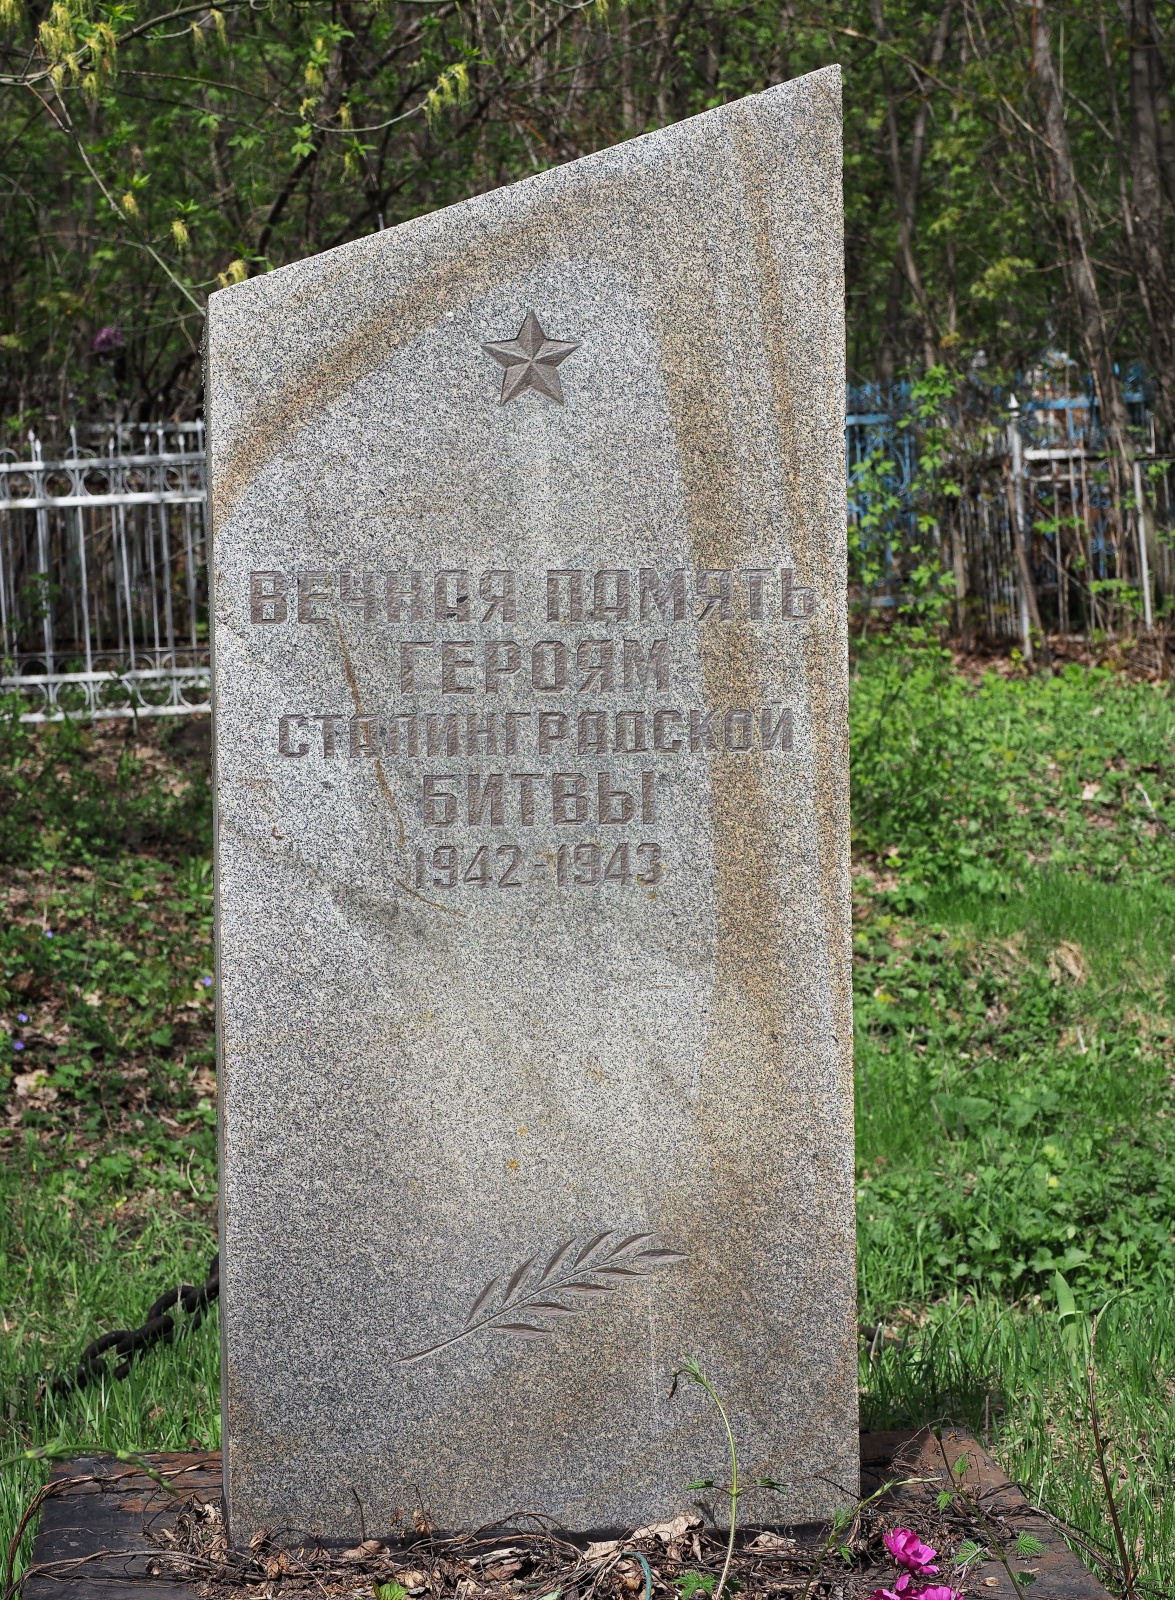 ВЕЧНАЯ ПАМЯТЬ
ГЕРОЯМ
СТАЛИНГРАДСКОЙ
БИТВЫ
1942-1943